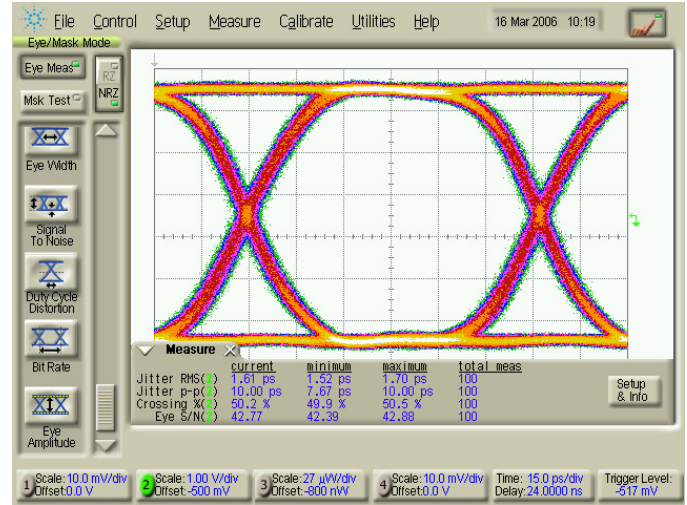 File Control Setup Measure Calibrate Utilities Help 16 Mar 2006 10:19
Eye/Mask Mode
Eye Meas
RZ
NRZ
Msk Test
Eye Width
Signal
To Noise
Duty Cycle
Distortion
Bit Rate
Eye
Amplitude
Measure
current minimum maximum total meas
Jitter RMS(2) 1.61 ps 1.52 ps 1.70 ps 100
Jitter p-p(2) 10.00 ps 7.67 ps 10.00 ps 100
Crossing %(2) 50.2 % 49.9 % 50.5 % 100
Eye S/N(2) 42.77 42.39 42.88 100
Setup
& Info
1 Scale:10.0 mV/div
Offset:0.0 V
2 Scale:1.00 V/div
Offset:-500 mV
3 Scale:27 µW/div
Offset:-800 nW
4 Scale:10.0 mV/div
Offset:0.0 V
Time: 15.0 ps/div
Delay:24.0000 ns
Trigger Level:
-517 mV